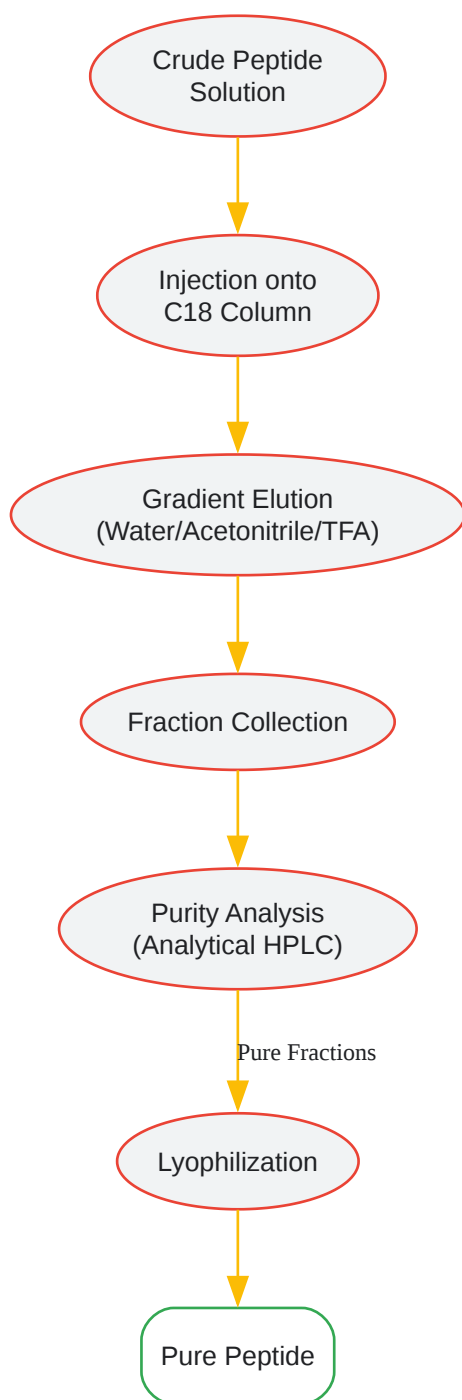 Crude Peptide
Solution
Injection onto
C18 Column
Gradient Elution
(Water/Acetonitrile/TFA)
Fraction Collection
Purity Analysis
(Analytical HPLC)
Pure Fractions
Lyophilization
Pure Peptide